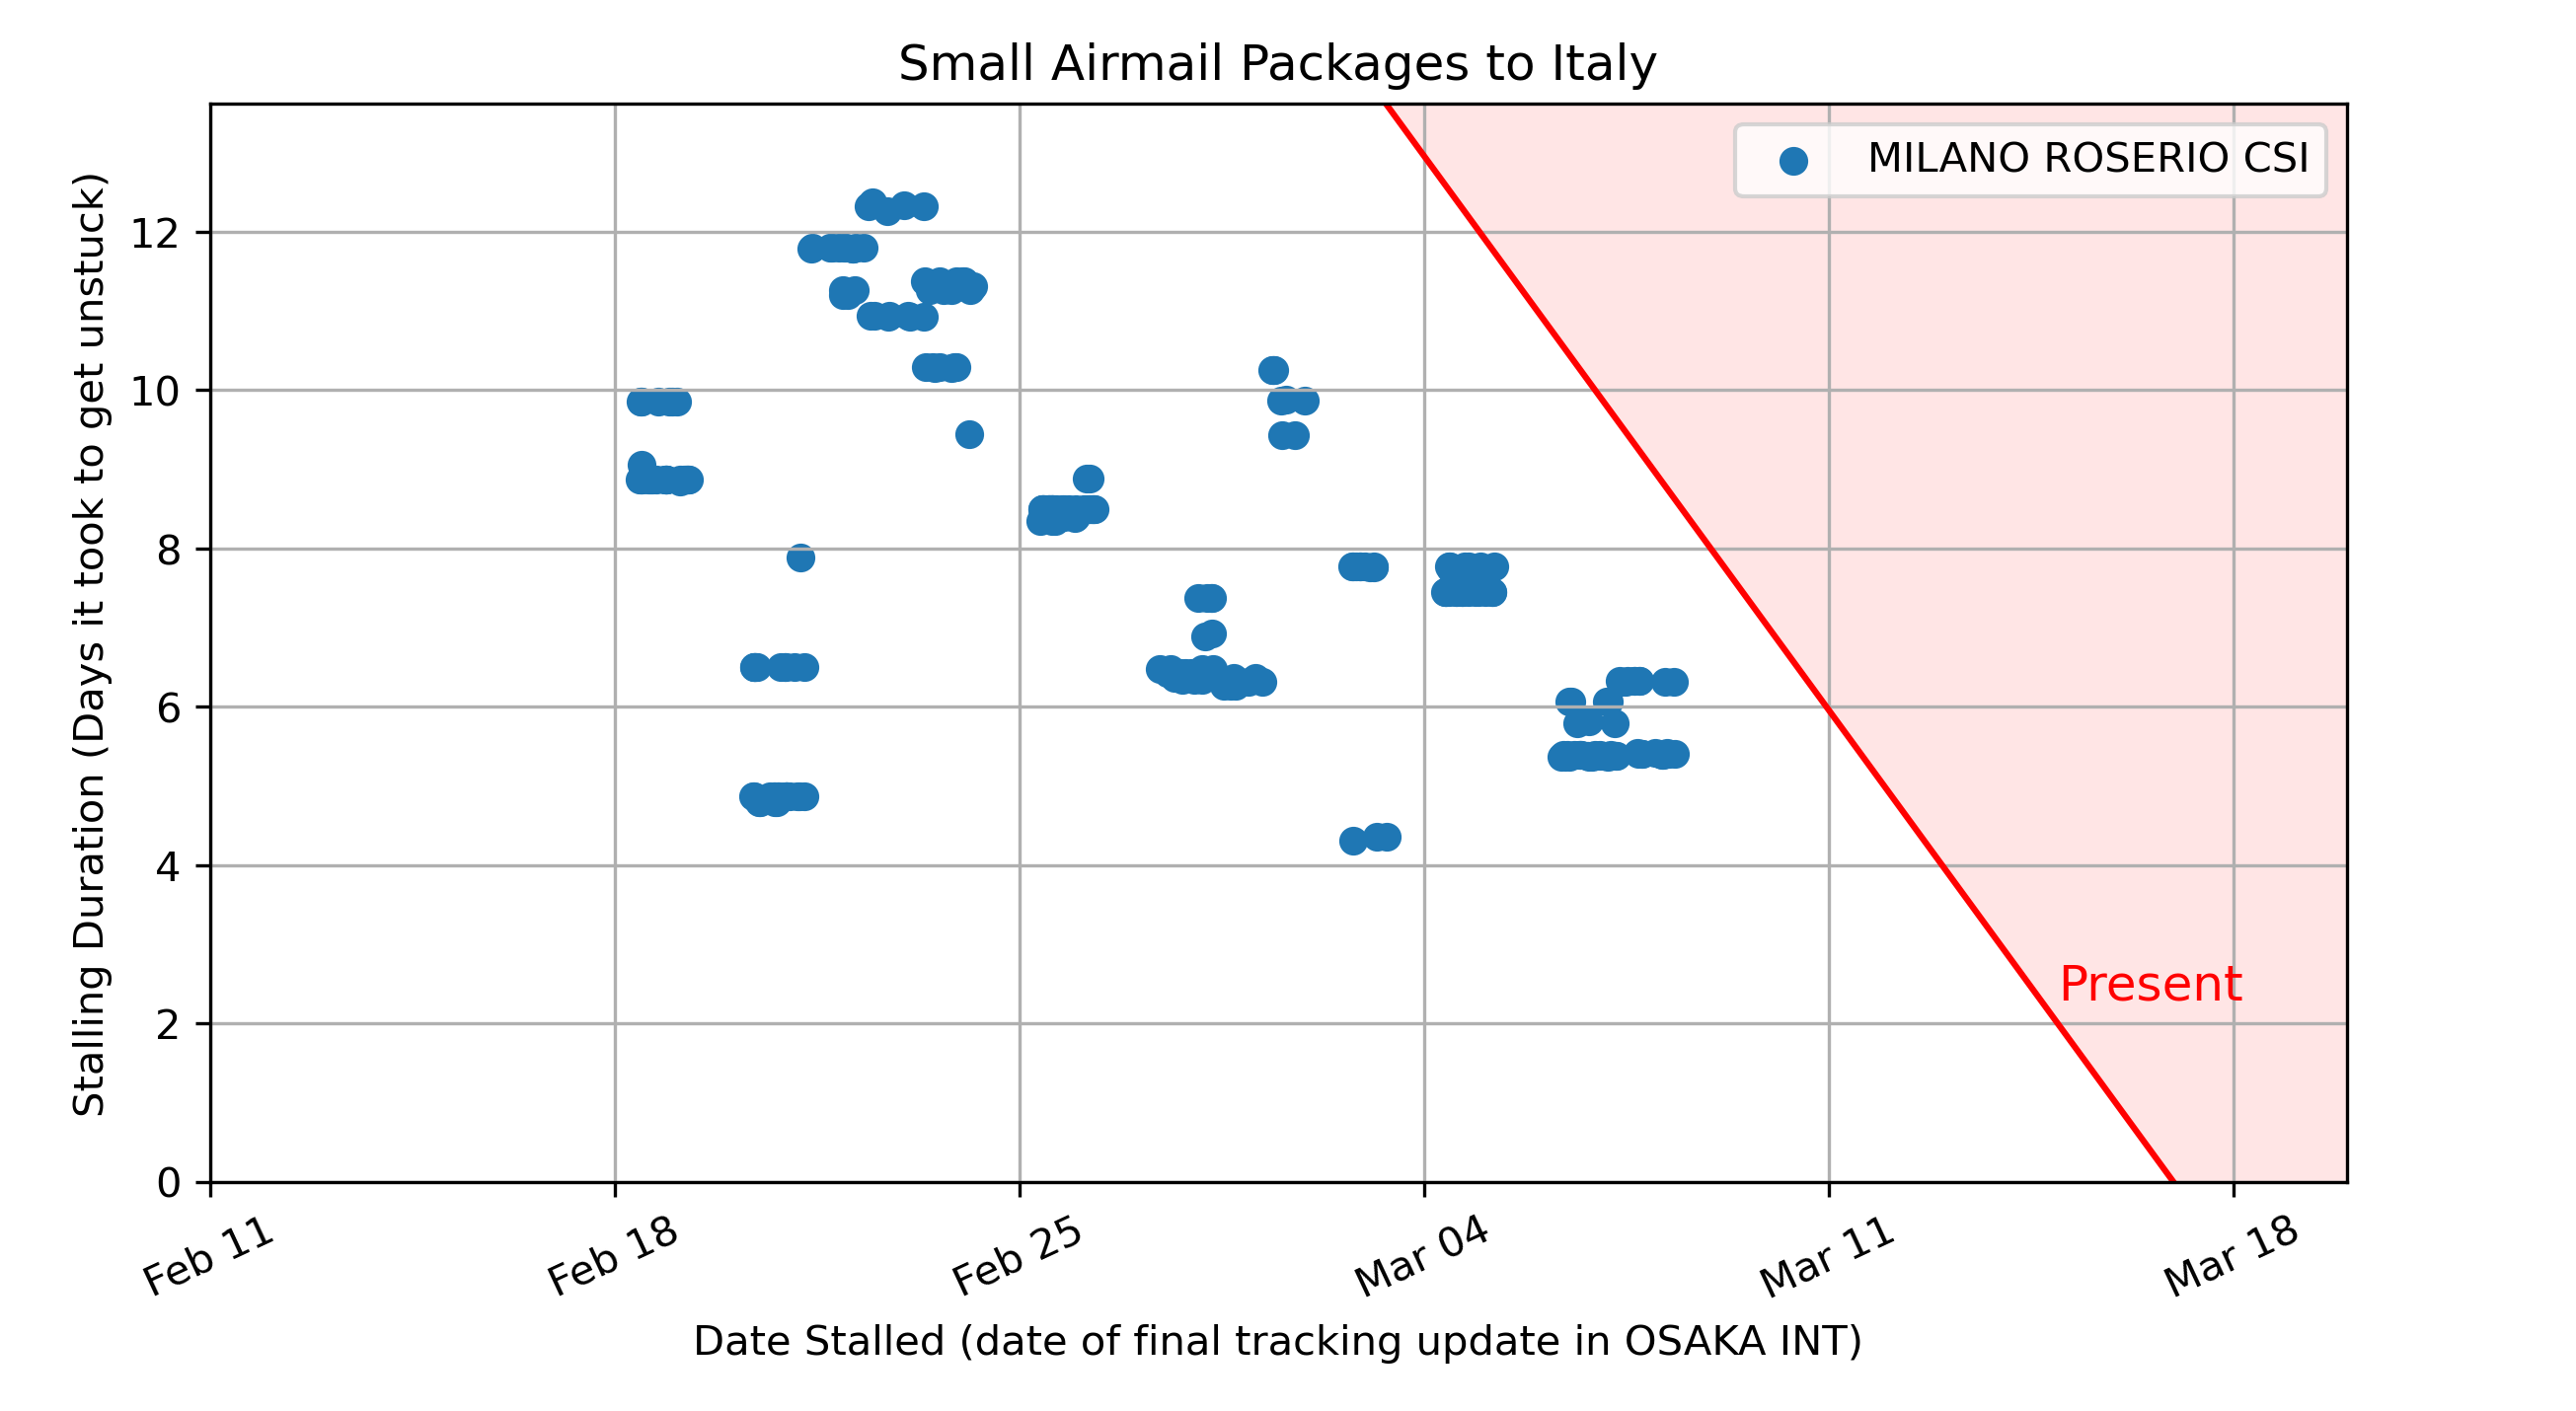 Small Airmail Packages to Italy
MILANO ROSERIO CSI
Stalling Duration (Days it took to get unstuck)
12
10
8
6
4
2
0
Present
Feb 11
Feb 18
Feb 25
Mar 04
Mar 11
Mar 18
Date Stalled (date of final tracking update in OSAKA INT)